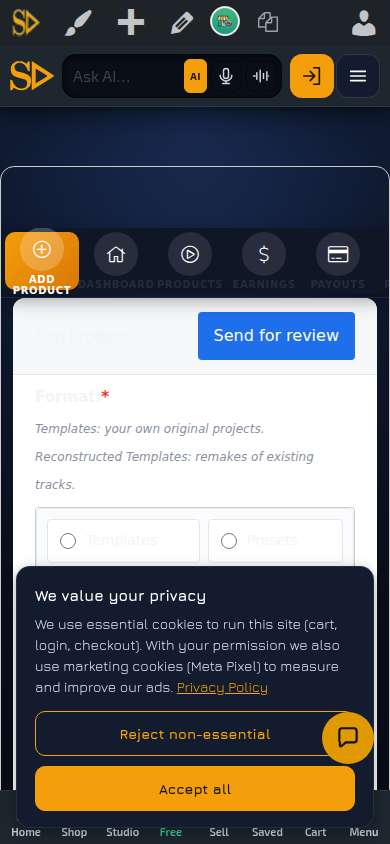 SD
Ask AI...
AI
ADD
PRODUCT
DASHBOARD
PRODUCTS
EARNINGS
PAYOUTS
Send for review
Format *
Templates: your own original projects.
Reconstructed Templates: remakes of existing
tracks.
Templates
Presets
We value your privacy
We use essential cookies to run this site (cart,
login, checkout). With your permission we also
use marketing cookies (Meta Pixel) to measure
and improve our ads. Privacy Policy
Reject non-essential
Accept all
Home Shop Studio Free Sell Saved Cart Menu